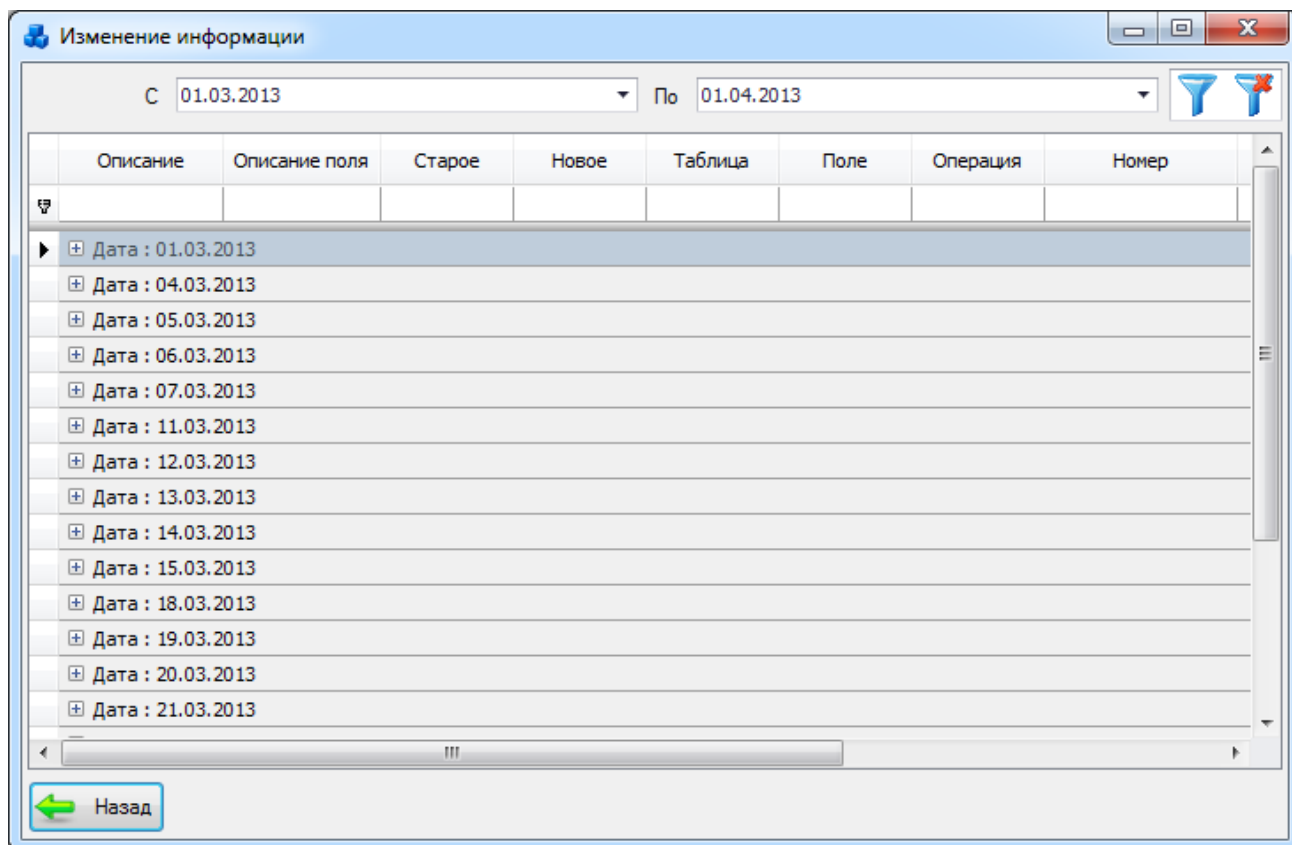 Изменение информации
С 01.03.2013 По 01.04.2013
Описание Описание поля Старое Новое Таблица Поле Операция Номер
Дата : 01.03.2013
Дата : 04.03.2013
Дата : 05.03.2013
Дата : 06.03.2013
Дата : 07.03.2013
Дата : 11.03.2013
Дата : 12.03.2013
Дата : 13.03.2013
Дата : 14.03.2013
Дата : 15.03.2013
Дата : 18.03.2013
Дата : 19.03.2013
Дата : 20.03.2013
Дата : 21.03.2013
Назад